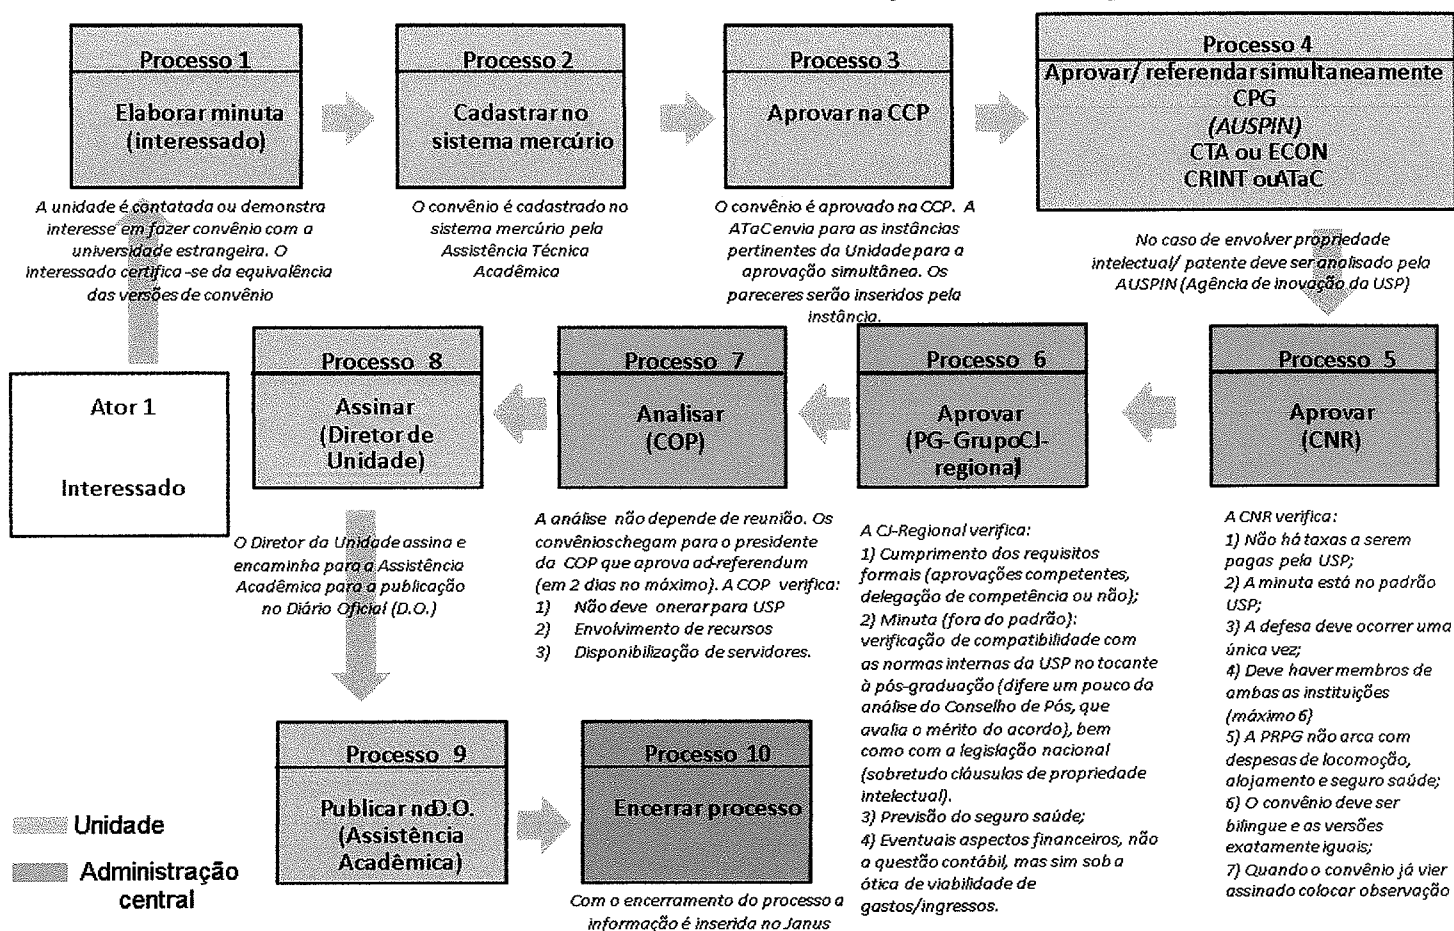 Processo 1
Elaborar minuta
(interessado)
A unidade é contatada ou demonstra
interesse em fazer convênio com a
universidade estrangeira. O
interessado certifica-se da equivalência
das versões de convênio
Processo 2
Cadastrar no
sistema mercúrio
O convênio é cadastrado no
sistema mercúrio pela
Assistência Técnica
Acadêmica
Processo 3
Aprovar na CCP
O convênio é aprovado na CCP. A
ATaC envia para as instâncias
pertinentes da Unidade para a
aprovação simultânea. Os
pareceres serão inseridos pela
instância.
Processo 4
Aprovar/ referendar simultaneamente
CPG
(AUSPIN)
CTA ou ECON
CRINT ouATaC
No caso de envolver propriedade
intelectual/ patente deve ser analisado pela
AUSPIN (Agência de Inovação da USP)
Ator 1
Interessado
Processo 8
Assinar
(Diretor de
Unidade)
O Diretor da Unidade assina e
encaminha para a Assistência
Acadêmica para a publicação
no Diário Oficial (D.O.)
Processo 7
Analisar
(COP)
A análise não depende de reunião. Os
convênioschegam para o presidente
da COP que aprova ad-referendum
(em 2 dias no máximo). A COP verifica:
1) Não deve onerar para USP
2) Envolvimento de recursos
3) Disponibilização de servidores.
Processo 6
Aprovar
(PG-GrupoCJ-
regional)
A CJ-Regional verifica:
1) Cumprimento dos requisitos
formais (aprovações competentes,
delegação de competência ou não);
2) Minuta (fora do padrão):
verificação de compatibilidade com
as normas internas da USP no tocante
à pós-graduação (difere um pouco da
análise do Conselho de Pós, que
avalia o mérito do acordo), bem
como com a legislação nacional
(sobretudo cláusulas de propriedade
intelectual).
3) Previsão do seguro saúde;
4) Eventuais aspectos financeiros, não
a questão contábil, mas sim sob a
ótica de viabilidade de
gastos/ingressos.
Processo 5
Aprovar
(CNR)
A CNR verifica:
1) Não há taxas a serem
pagas pela USP;
2) A minuta está no padrão
USP;
3) A defesa deve ocorrer uma
única vez;
4) Deve haver membros de
ambas as instituições
(máximo 6)
5) A PRPG não arca com
despesas de locomoção,
alojamento e seguro saúde;
6) O convênio deve ser
bilingue e as versões
exatamente iguais;
7) Quando o convênio já vier
assinado colocar observação
Processo 9
Publicar noD.O.
(Assistência
Acadêmica)
Processo 10
Encerrar processo
Com o encerramento do processo a
informação é inserida no Janus
Unidade
Administração
central